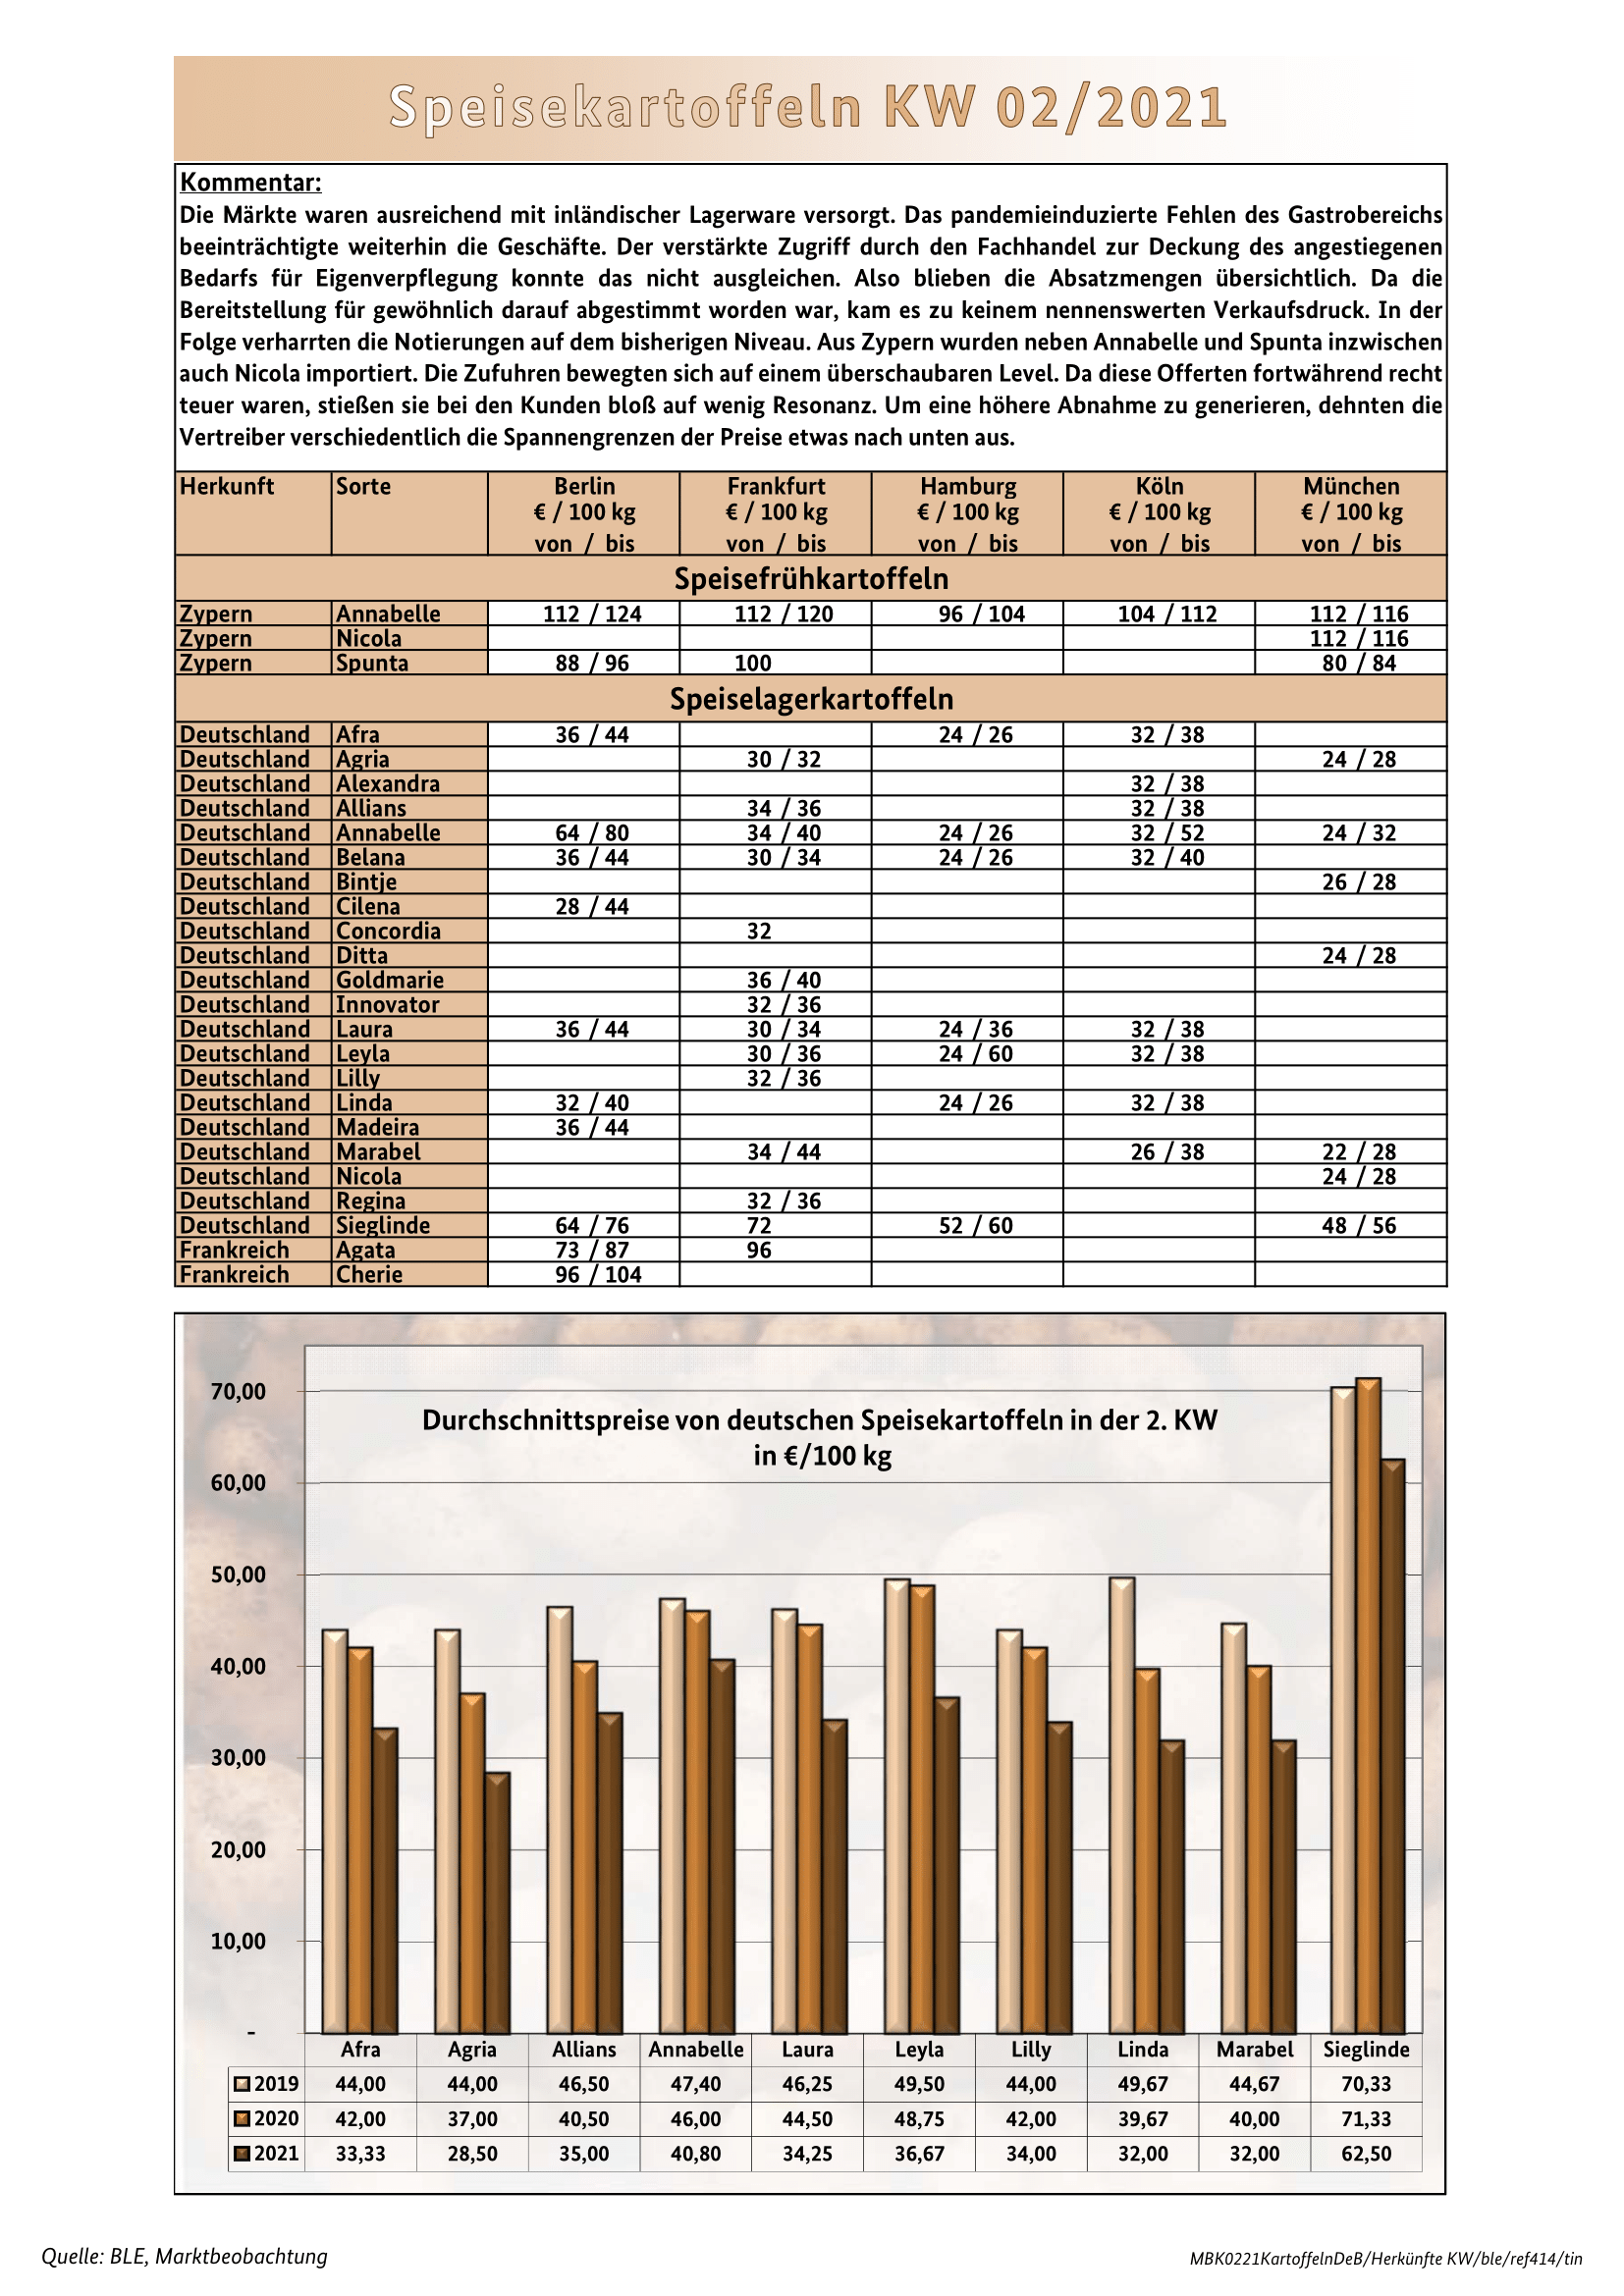 Speisekartoffeln KW 02/2021
Kommentar:
Die Märkte waren ausreichend mit inländischer Lagerware versorgt. Das pandemieinduzierte Fehlen des Gastrobereichs
beeinträchtigte weiterhin die Geschäfte. Der verstärkte Zugriff durch den Fachhandel zur Deckung des angestiegenen
Bedarfs für Eigenverpflegung konnte das nicht ausgleichen. Also blieben die Absatzmengen übersichtlich. Da die
Bereitstellung für gewöhnlich darauf abgestimmt worden war, kam es zu keinem nennenswerten Verkaufsdruck. In der
Folge verharrten die Notierungen auf dem bisherigen Niveau. Aus Zypern wurden neben Annabelle und Spunta inzwischen
auch Nicola importiert. Die Zufuhren bewegten sich auf einem überschaubaren Level. Da diese Offerten fortwährend recht
teuer waren, stießen sie bei den Kunden bloß auf wenig Resonanz. Um eine höhere Abnahme zu generieren, dehnten die
Vertreiber verschiedentlich die Spannengrenzen der Preise etwas nach unten aus.
Herkunft Sorte Berlin Frankfurt Hamburg Köln München
€ / 100 kg € / 100 kg € / 100 kg € / 100 kg € / 100 kg
von / bis von / bis von / bis von / bis von / bis
Speisefrühkartoffeln
Zypern Annabelle 112 / 124 112 / 120 96 / 104 104 / 112 112 / 116
Zypern Nicola 112 / 116
Zypern Spunta 88 / 96 100 80 / 84
Speiselagerkartoffeln
Deutschland Afra 36 / 44 24 / 26 32 / 38
Deutschland Agria 30 / 32 24 / 28
Deutschland Alexandra 32 / 38
Deutschland Allians 34 / 36 32 / 38
Deutschland Annabelle 64 / 80 34 / 40 24 / 26 32 / 52 24 / 32
Deutschland Belana 36 / 44 30 / 34 24 / 26 32 / 40
Deutschland Bintje 26 / 28
Deutschland Cilena 28 / 44
Deutschland Concordia 32
Deutschland Ditta 24 / 28
Deutschland Goldmarie 36 / 40
Deutschland Innovator 32 / 36
Deutschland Laura 36 / 44 30 / 34 24 / 36 32 / 38
Deutschland Leyla 30 / 36 24 / 60 32 / 38
Deutschland Lilly 32 / 36
Deutschland Linda 32 / 40 24 / 26 32 / 38
Deutschland Madeira 36 / 44
Deutschland Marabel 34 / 44 26 / 38 22 / 28
Deutschland Nicola 24 / 28
Deutschland Regina 32 / 36
Deutschland Sieglinde 64 / 76 72 52 / 60 48 / 56
Frankreich Agata 73 / 87 96
Frankreich Cherie 96 / 104
Durchschnittspreise von deutschen Speisekartoffeln in der 2. KW
in €/100 kg
70,00
60,00
50,00
40,00
30,00
20,00
10,00
-
Afra Agria Allians Annabelle Laura Leyla Lilly Linda Marabel Sieglinde
2019 44,00 44,00 46,50 47,40 46,25 49,50 44,00 49,67 44,67 70,33
2020 42,00 37,00 40,50 46,00 44,50 48,75 42,00 39,67 40,00 71,33
2021 33,33 28,50 35,00 40,80 34,25 36,67 34,00 32,00 32,00 62,50
Quelle: BLE, Marktbeobachtung
MBK0221KartoffelnDeB/Herkünfte KW/ble/ref414/tin